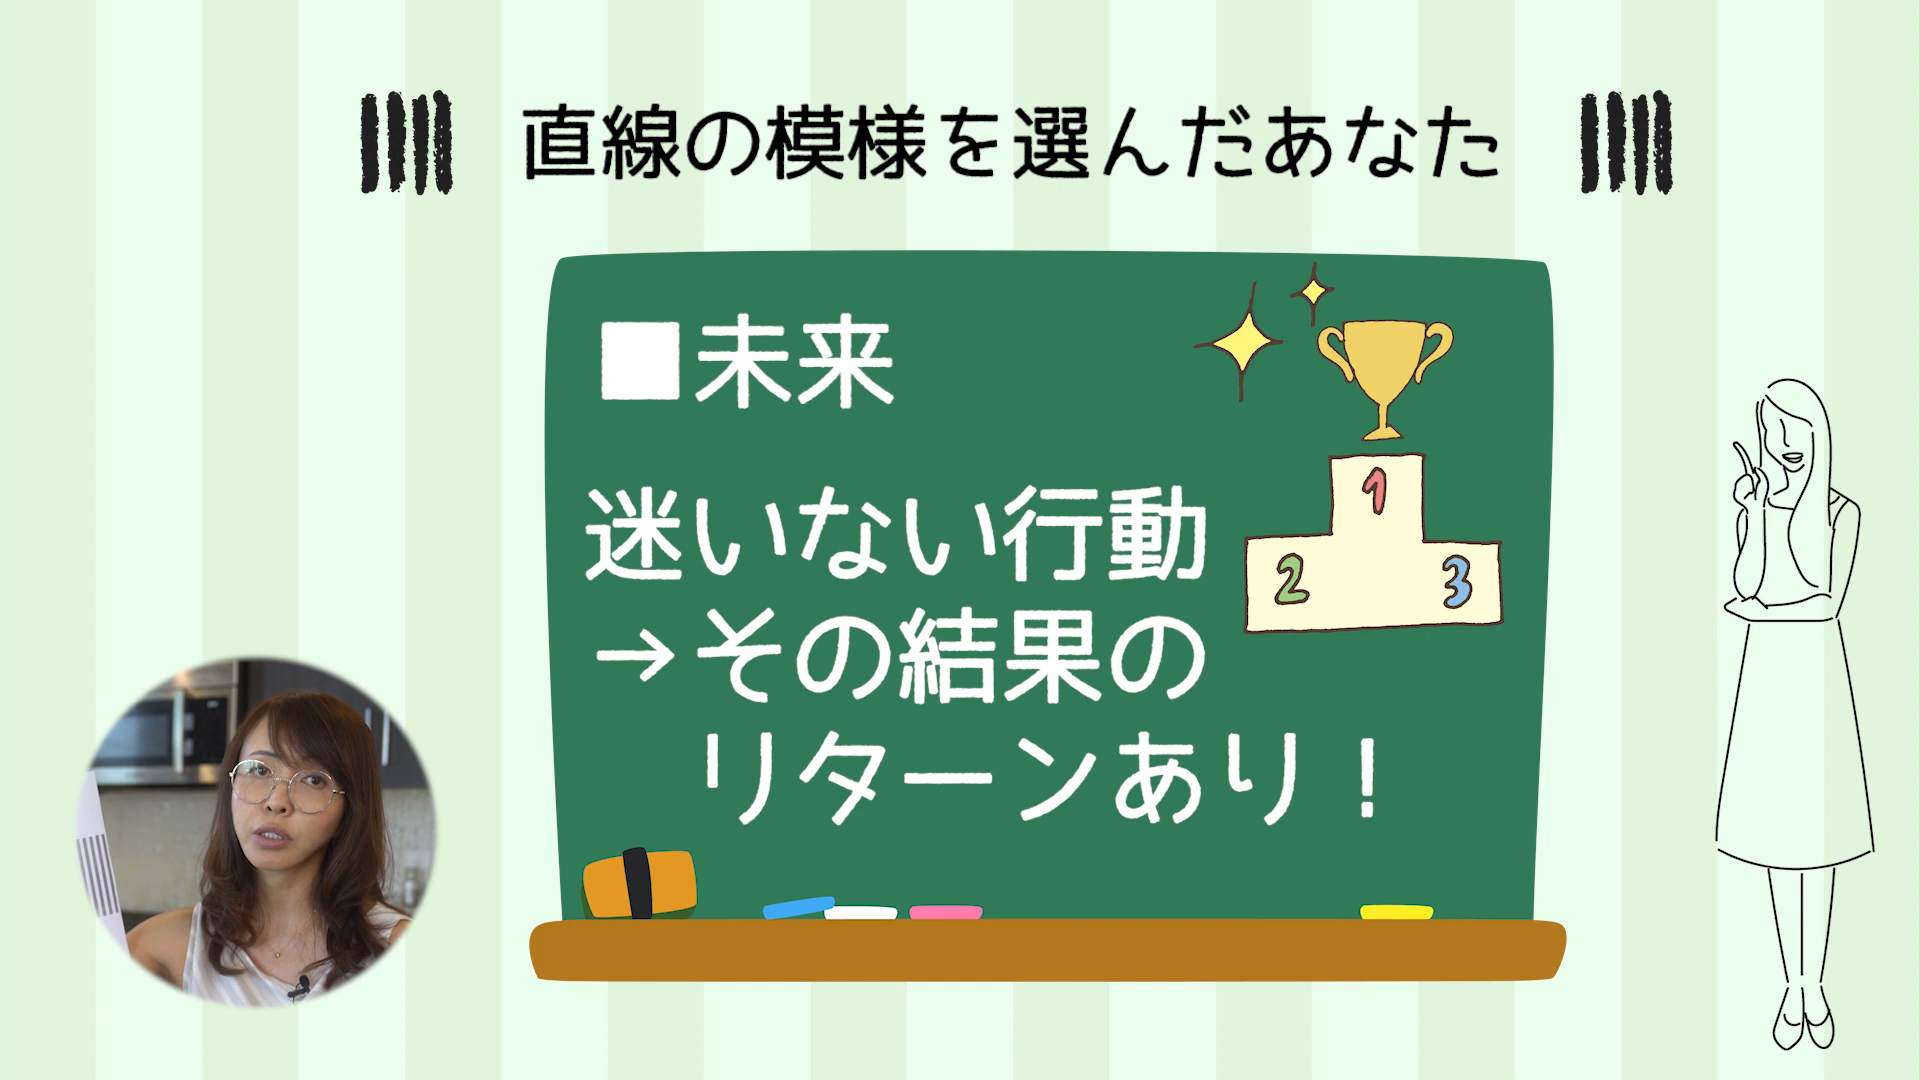 直線の模様を選んだあなた
■未来
迷いない行動
→その結果の
リターンあり！
1
2
3